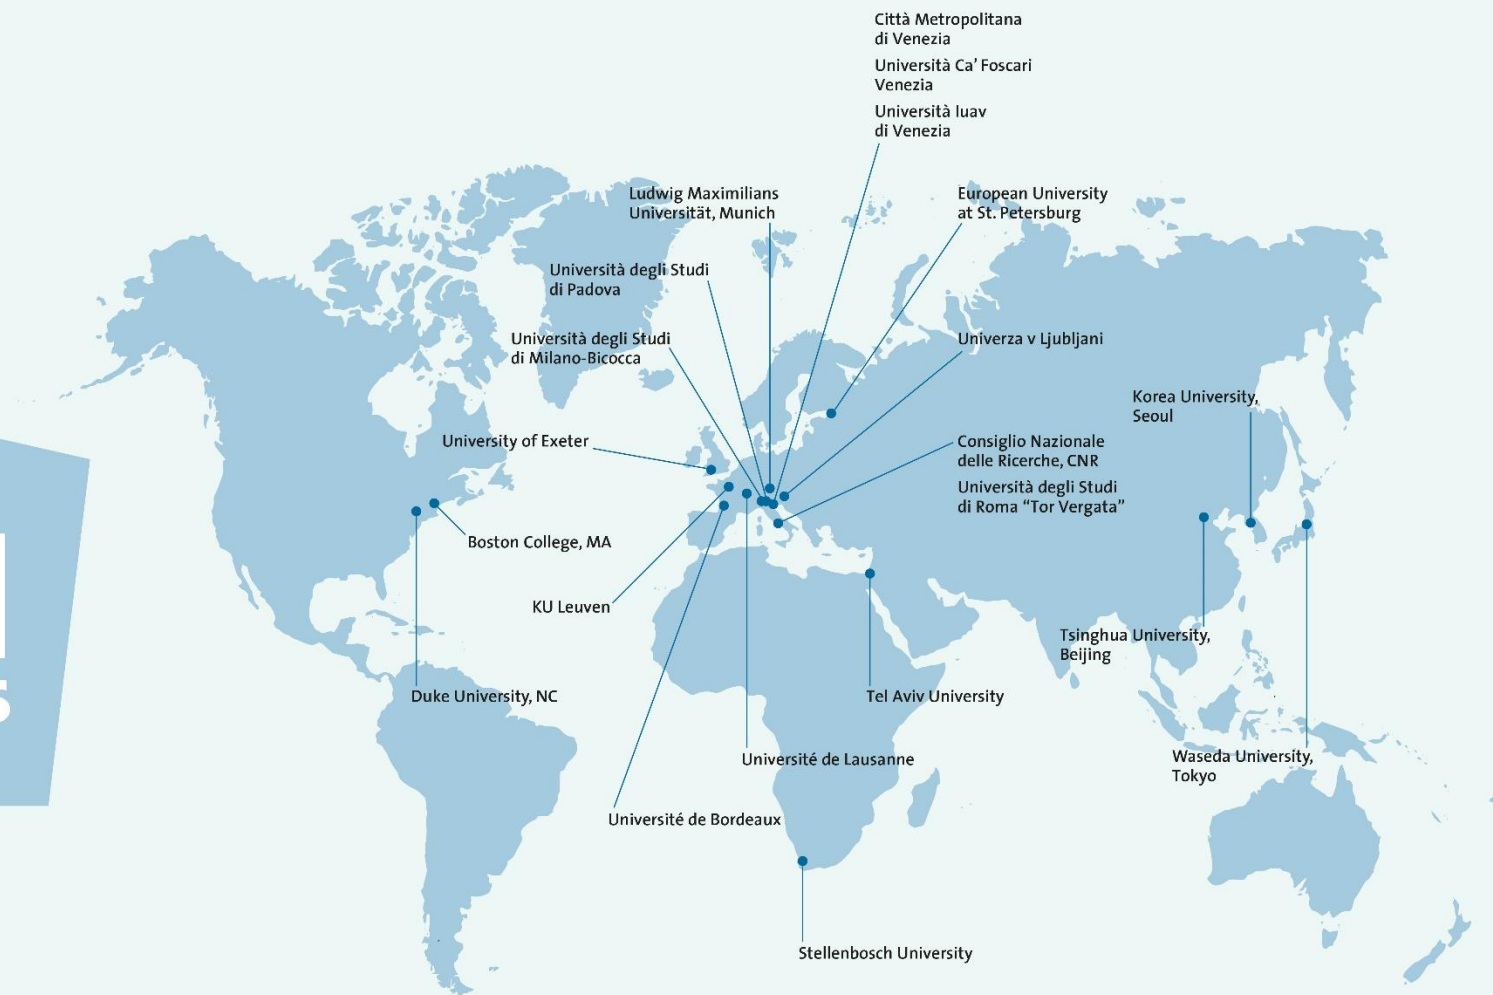 Città Metropolitana
di Venezia
Università Ca' Foscari
Venezia
Università Iuav
di Venezia
Ludwig Maximilians
Universität, Munich
European University
at St. Petersburg
Università degli Studi
di Padova
Università degli Studi
di Milano-Bicocca
Univerza v Ljubljani
Korea University,
Seoul
University of Exeter
Consiglio Nazionale
delle Ricerche, CNR
Università degli Studi
di Roma “Tor Vergata”
Boston College, MA
KU Leuven
Tsinghua University,
Beijing
Duke University, NC
Tel Aviv University
Université de Lausanne
Waseda University,
Tokyo
Université de Bordeaux
Stellenbosch University